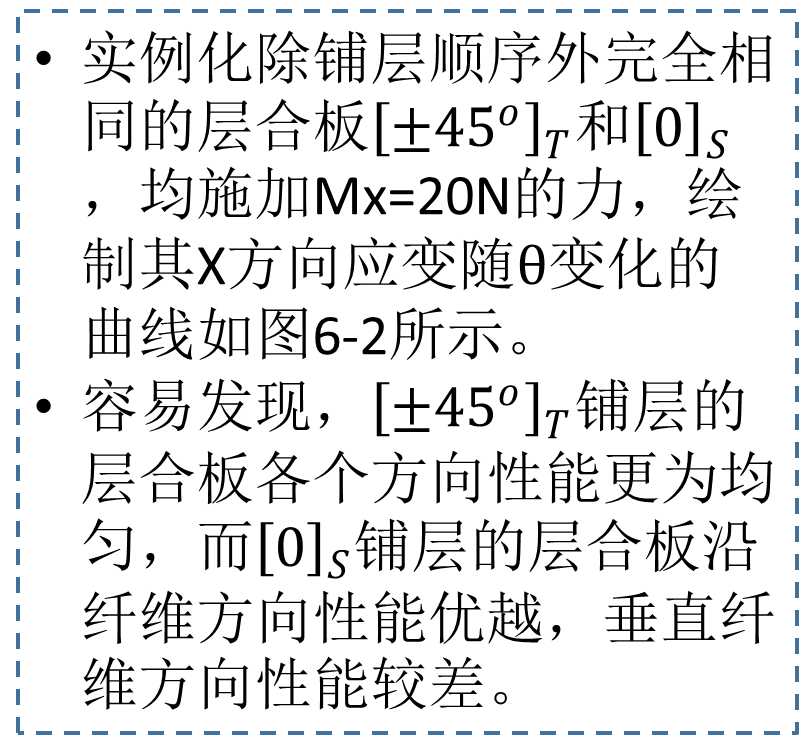 • 实例化除铺层顺序外完全相
同的层合板[±45°]_T和[0]_S
，均施加Mx=20N的力，绘
制其X方向应变随θ变化的
曲线如图6-2所示。
• 容易发现，[±45°]_T铺层的
层合板各个方向性能更为均
匀，而[0]_S铺层的层合板沿
纤维方向性能优越，垂直纤
维方向性能较差。